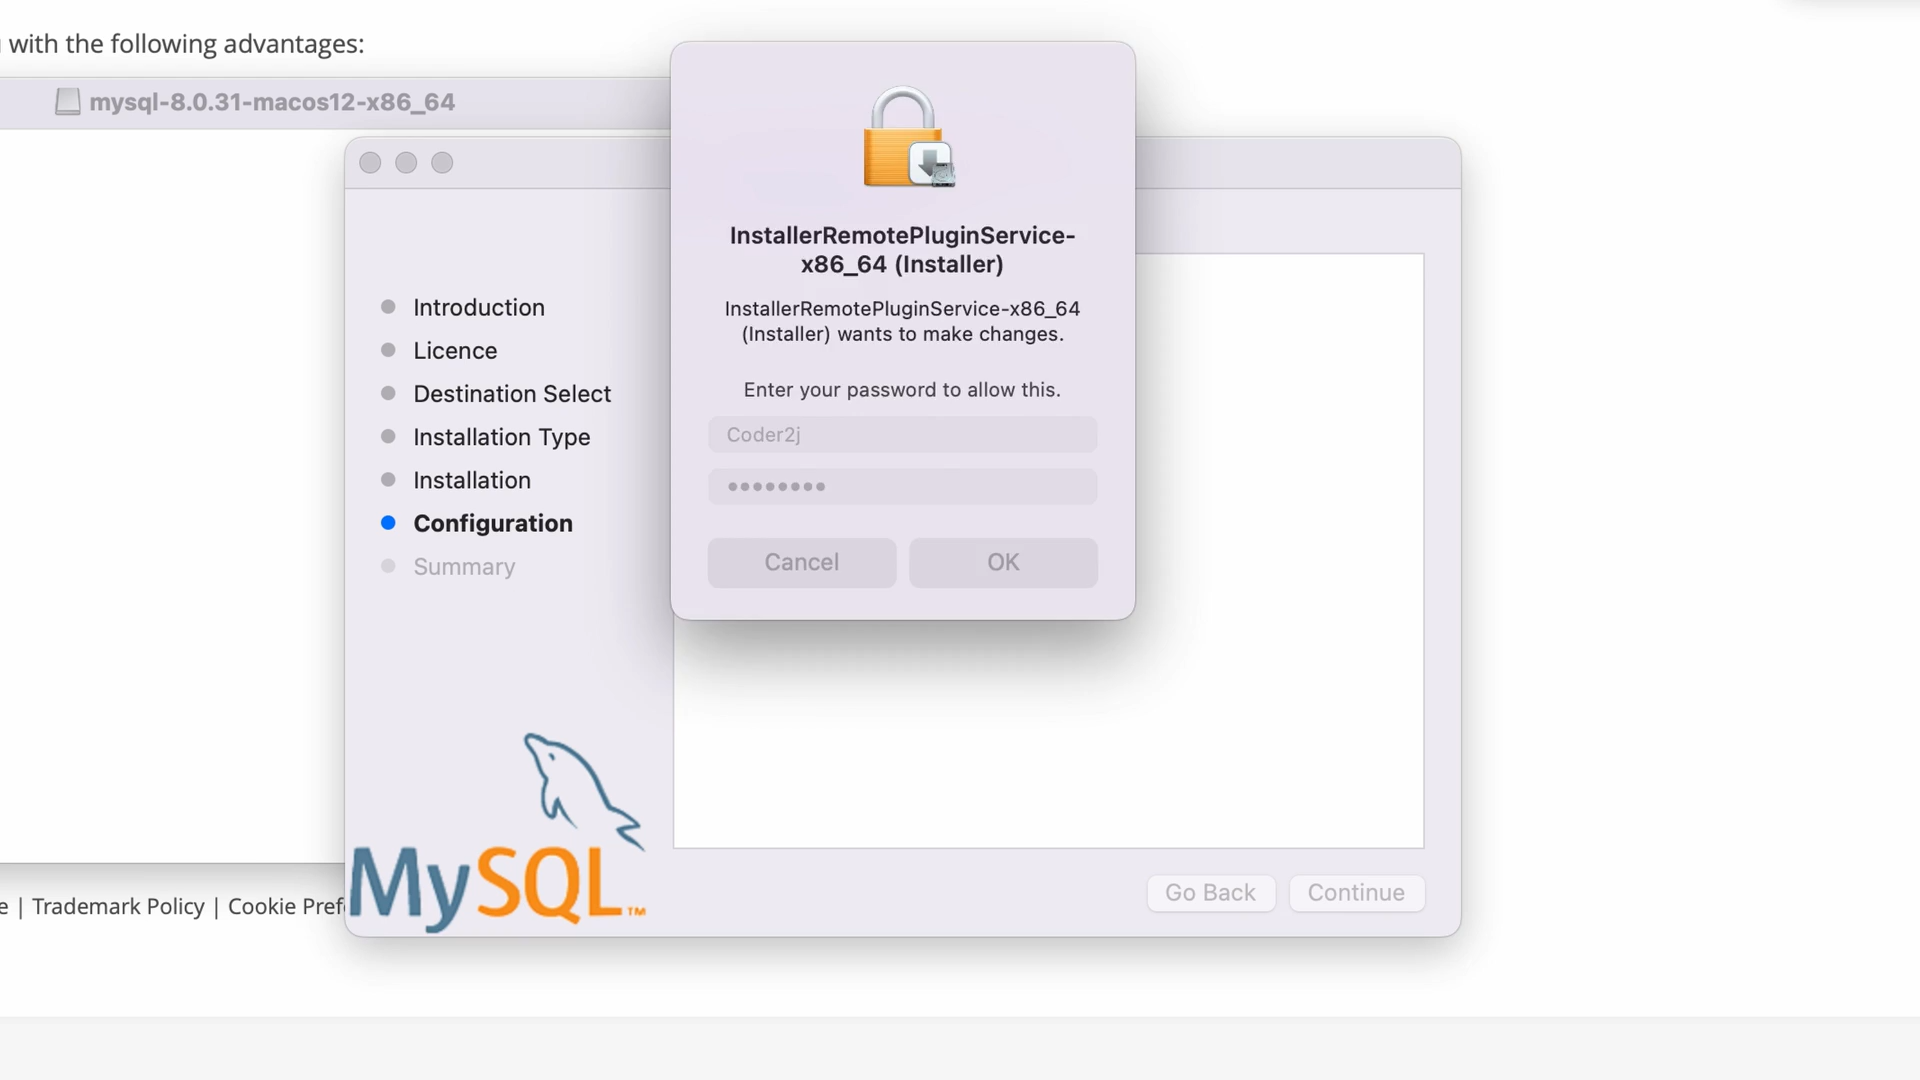 with the following advantages:
mysql-8.0.31-macos12-x86_64
InstallerRemotePluginService-
x86_64 (Installer)
InstallerRemotePluginService-x86_64
(Installer) wants to make changes.
Enter your password to allow this.
Coder2j
••••••••
Cancel
OK
Introduction
Licence
Destination Select
Installation Type
Installation
Configuration
Summary
MySQL™
Go Back
Continue
e | Trademark Policy | Cookie Pref